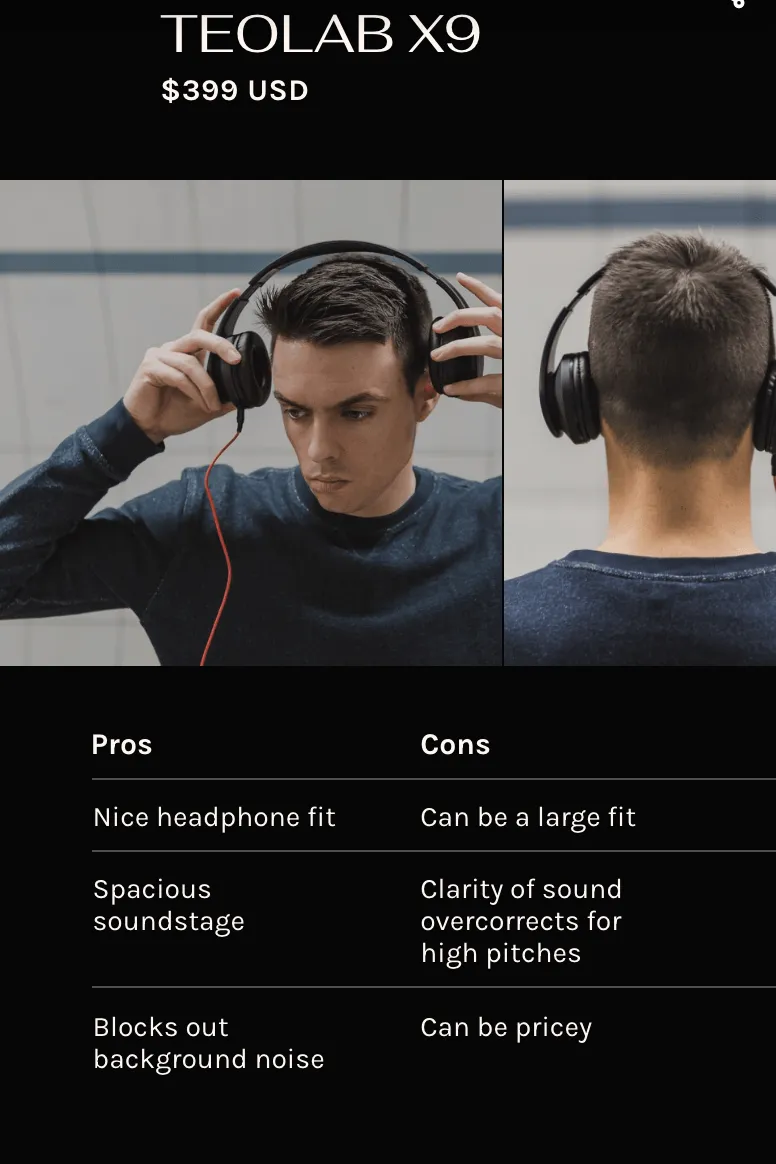 TEOLAB X9
$399 USD
Pros
Cons
Nice headphone fit
Can be a large fit
Spacious
soundstage
Clarity of sound
overcorrects for
high pitches
Blocks out
background noise
Can be pricey